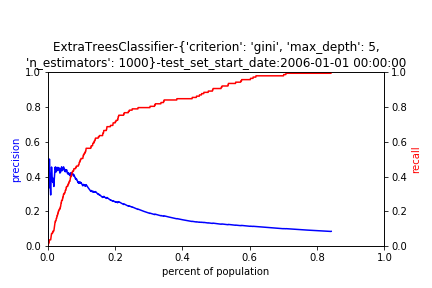 ExtraTreesClassifier-{'criterion': 'gini', 'max_depth': 5,
'n_estimators': 1000}-test_set_start_date:2006-01-01 00:00:00
1.0
0.8
0.6
0.4
0.2
0.0
precision
1.0
0.8
0.6
0.4
0.2
0.0
recall
0.0 0.2 0.4 0.6 0.8 1.0
percent of population